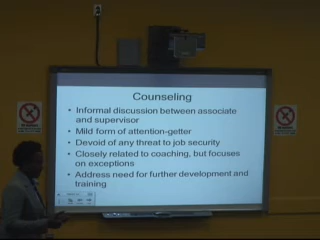 Counseling
• Informal discussion between associate
and supervisor
• Mild form of attention-getter
• Devoid of any threat to job security
• Closely related to coaching, but focuses
on exceptions
• Address need for further development and
training